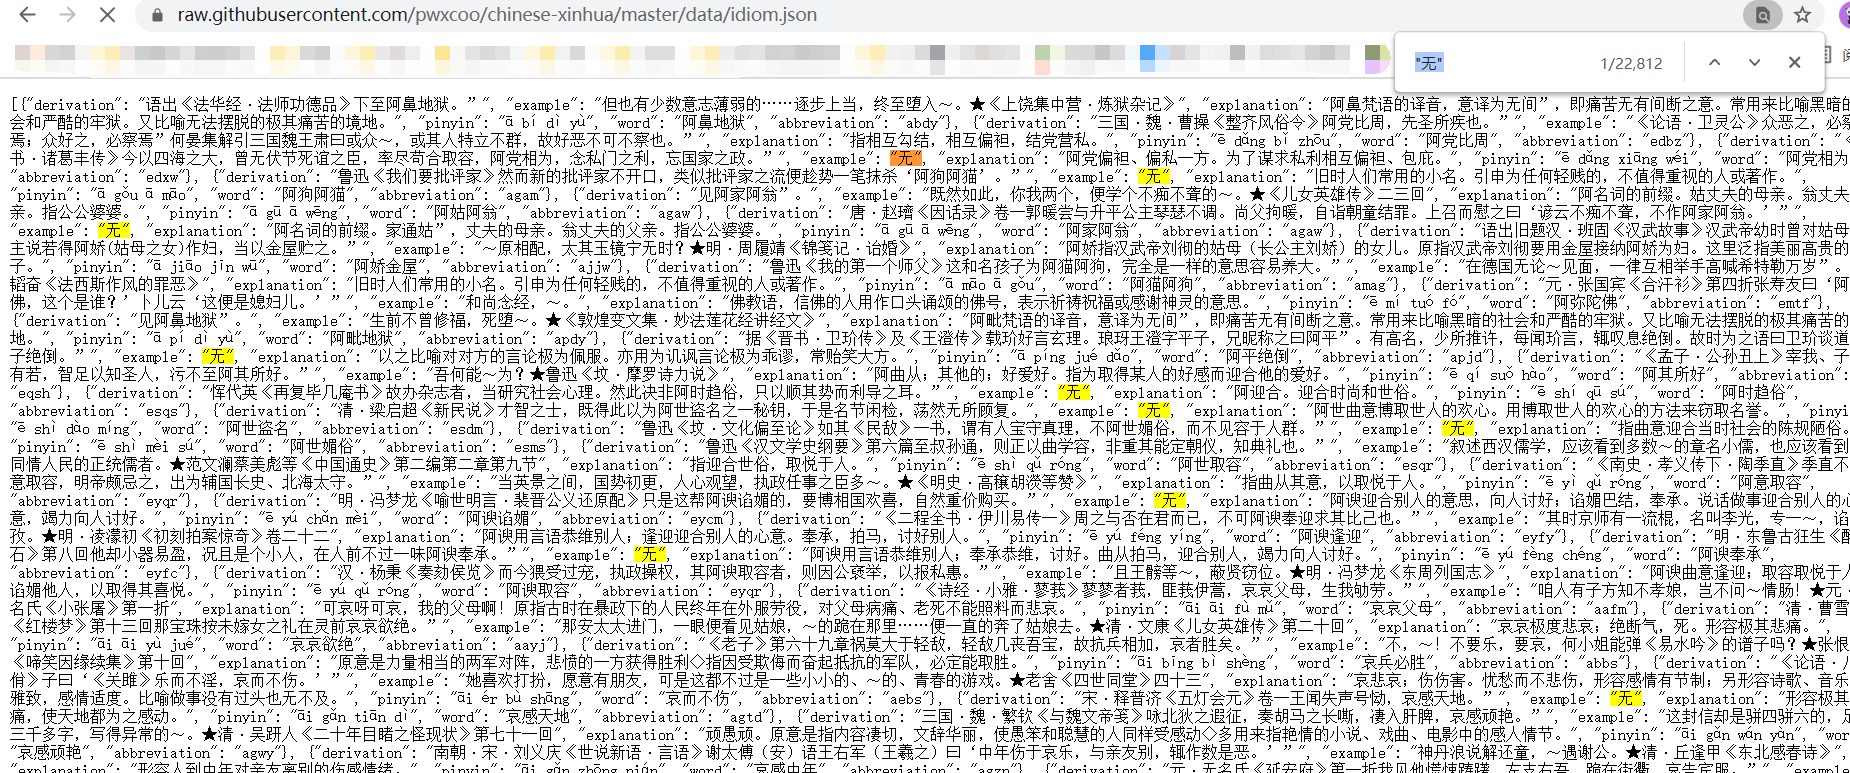 raw.githubusercontent.com/pwxcoo/chinese-xinhua/master/data/idiom.json
"无" 1/22,812
[{"derivation": "语出《法华经·法师功德品》下至阿鼻地狱。", "example": "但也有少数意志薄弱的……逐步上当，终至堕入～。★《上饶集中营·炼狱杂记》", "explanation": "阿鼻梵语的译音，意译为无间”，即痛苦无有间断之意。常用来比喻黑暗的
会和严酷的牢狱。又比喻无法摆脱的极其痛苦的境地。", "pinyin": "ā bí dì yù", "word": "阿鼻地狱", "abbreviation": "abdy"}, {"derivation": "三国·魏·曹操《整齐风俗令》阿党比周，先圣所疾也。", "example": "《论语·卫灵公》众恶之，必察
焉；众好之，必察焉”何晏集解引三国魏王肃曰或众～，或其人特立不群，故好恶不可不察也。", "explanation": "指相互勾结，相互偏袒，结党营私。", "pinyin": "ē dǎng bǐ zhōu", "word": "阿党比周", "abbreviation": "edbz"}, {"derivation": "《
书·诸葛丰传》今以四海之大，曾无伏节死谊之臣，率尽苟合取容，阿党相为，念私门之利，忘国家之政。", "example": "无", "explanation": "阿党偏袒、偏私一方。为了谋求私利相互偏袒、包庇。", "pinyin": "ē dǎng xiāng wéi", "word": "阿党相为
"abbreviation": "edxw"}, {"derivation": "鲁迅《我们要批评家》然而新的批评家不开口，类似批评家之流便趁势一笔抹杀‘阿狗阿猫’。", "example": "无", "explanation": "旧时人们常用的小名。引申为任何轻贱的，不值得重视的人或著作。",
"pinyin": "ā gǒu ā māo", "word": "阿狗阿猫", "abbreviation": "agam"}, {"derivation": "见阿家阿翁”。", "example": "既然如此，你我两个，便学个不痴不聋的～。★《儿女英雄传》二三回", "explanation": "阿名词的前缀。姑丈夫的母亲。翁丈夫
亲。指公公婆婆。", "pinyin": "ā gū ā wēng", "word": "阿姑阿翁", "abbreviation": "agaw"}, {"derivation": "唐·赵璘《因话录》卷一郭暖尝与升平公主琴瑟不调。尚父拘暖，自诣朝童结罪。上召而慰之曰‘谚云不痴不聋，不作阿家阿翁。’",
"example": "无", "explanation": "阿名词的前缀。家通姑”，丈夫的母亲。翁丈夫的父亲。指公公婆婆。", "pinyin": "ā gū ā wēng", "word": "阿家阿翁", "abbreviation": "agaw"}, {"derivation": "语出旧题汉·班固《汉武故事》汉武帝幼时曾对姑母
主说若得阿娇(姑母之女)作妇，当以金屋贮之。", "example": "～原相配，太其玉镜宁无时？★明·周履靖《锦笺记·诒婚》", "explanation": "阿娇指汉武帝刘彻的姑母（长公主刘嫖）的女儿。原指汉武帝刘彻要用金屋接纳阿娇为妇。这里泛指美丽高贵的
子。", "pinyin": "ā jiāo jīn wū", "word": "阿娇金屋", "abbreviation": "ajjw"}, {"derivation": "鲁迅《我的第一个师父》这和名孩子为阿猫阿狗，完全是一样的意思容易养大。", "example": "在德国无论～见面，一律互相举手高喊希特勒万岁”。
韬奋《法西斯作风的罪恶》", "explanation": "旧时人们常用的小名。引申为任何轻贱的，不值得重视的人或著作。", "pinyin": "ā māo ā gǒu", "word": "阿猫阿狗", "abbreviation": "amag"}, {"derivation": "元·张国宾《合汗衫》第四折张寿友曰‘阿
佛，这个是谁？’卜儿云‘这便是媳妇儿。’", "example": "和尚念经，～。", "explanation": "佛教语，信佛的人用作口头诵颂的佛号，表示祈祷祝福或感谢神灵的意思。", "pinyin": "ē mí tuó fó", "word": "阿弥陀佛", "abbreviation": "emtf"},
{"derivation": "见阿鼻地狱”。", "example": "生前不曾修福，死堕～。★《敦煌变文集·妙法莲花经讲经文》", "explanation": "阿毗梵语的译音，意译为无间”，即痛苦无有间断之意。常用来比喻黑暗的社会和严酷的牢狱。又比喻无法摆脱的极其痛苦的
地。", "pinyin": "ā pí dì yù", "word": "阿毗地狱", "abbreviation": "apdy"}, {"derivation": "据《晋书·卫玠传》及《王澄传》载玠好言玄理。琅玡王澄字平子，兄昵称之曰阿平”。有高名，少所推许，每闻玠言，辄叹息绝倒。故时为之语曰卫玠谈道
子绝倒。", "example": "无", "explanation": "以之比喻对对方的言论极为佩服。亦用为讥讽言论极为乖谬，常贻笑大方。", "pinyin": "ā píng jué dǎo", "word": "阿平绝倒", "abbreviation": "apjd"}, {"derivation": "《孟子·公孙丑上》宰我、子
有若，智足以知圣人，污不至阿其所好。", "example": "吾何能～为？★鲁迅《坟·摩罗诗力说》", "explanation": "阿曲从；其他的；好爱好。指为取得某人的好感而迎合他的爱好。", "pinyin": "ē qí suǒ hào", "word": "阿其所好", "abbreviation":
"eqsh"}, {"derivation": "恽代英《再复毕几庵书》故办杂志者，当研究社会心理。然此决非阿时趋俗，只以顺其势而利导之耳。", "example": "无", "explanation": "阿迎合。迎合时尚和世俗。", "pinyin": "ē shí qū sú", "word": "阿时趋俗",
"abbreviation": "esqs"}, {"derivation": "清·梁启超《新民说》才智之士，既得此以为阿世盗名之一秘钥，于是名节闲检，荡然无所顾复。", "example": "无", "explanation": "阿世曲意博取世人的欢心。用博取世人的欢心的方法来窃取名誉。", "pinyin
"ē shì dào míng", "word": "阿世盗名", "abbreviation": "esdm"}, {"derivation": "鲁迅《坟·文化偏至论》如其《民敌》一书，谓有人宝守真理，不阿世媚俗，而不见容于人群。", "example": "无", "explanation": "指曲意迎合当时社会的陈规陋俗。
"pinyin": "ē shì mèi sú", "word": "阿世媚俗", "abbreviation": "esms"}, {"derivation": "鲁迅《汉文学史纲要》第六篇至叔孙通，则正以曲学容，非重其能定朝仪，知典礼也。", "example": "叙述西汉儒学，应该看到多数～的章名小儒，也应该看到
同情人民的正统儒者。★范文澜蔡美彪等《中国通史》第二编第二章第九节", "explanation": "指迎合世俗，取悦于人。", "pinyin": "ē shì qǔ róng", "word": "阿世取容", "abbreviation": "esqr"}, {"derivation": "《南史·孝义传下·陶季直》季直不
意取容，明帝颇忌之，出为辅国长史、北海太守。", "example": "当英景之间，国势初更，人心观望，执政任事之臣多～。★《明史·高穣胡濙等赞》", "explanation": "指曲从其意，以取悦于人。", "pinyin": "ē yì qǔ róng", "word": "阿意取容",
"abbreviation": "eyqr"}, {"derivation": "明·冯梦龙《喻世明言·裴晋公义还原配》只是这帮阿谀谄媚的，要博相国欢喜，自然重价购买。", "example": "无", "explanation": "阿谀迎合别人的意思，向人讨好；谄媚巴结，奉承。说话做事迎合别人的心
意，竭力向人讨好。", "pinyin": "ē yú chǎn mèi", "word": "阿谀谄媚", "abbreviation": "eycm"}, {"derivation": "《二程全书·伊川易传一》周之与否在君而已，不可阿谀奉迎求其比己也。", "example": "其时京师有一流棍，名叫李光，专一～，谄
孜。★明·凌濛初《初刻拍案惊奇》卷二十二", "explanation": "阿谀用言语恭维别人；逢迎迎合别人的心意。奉承，拍马，讨好别人。", "pinyin": "ē yú féng yíng", "word": "阿谀逢迎", "abbreviation": "eyfy"}, {"derivation": "明·东鲁古狂生《醉
石》第八回他却小器易盈，况且是个小人，在人前不过一味阿谀奉承。", "example": "无", "explanation": "阿谀用言语恭维别人；奉承恭维，讨好。曲从拍马，迎合别人，竭力向人讨好。", "pinyin": "ē yú fèng chéng", "word": "阿谀奉承",
"abbreviation": "eyfc"}, {"derivation": "汉·杨秉《奏劾侯览》而今猥受过宠，执政操权，其阿谀取容者，则因公褒举，以报私惠。", "example": "且王髒等～，蔽贤窃位。★明·冯梦龙《东周列国志》", "explanation": "阿谀曲意逢迎；取容取悦于人
谄媚他人，以取得其喜悦。", "pinyin": "ē yú qǔ róng", "word": "阿谀取容", "abbreviation": "eyqr"}, {"derivation": "《诗经·小雅·蓼莪》蓼蓼者莪，匪莪伊蒿，哀哀父母，生我劬劳。", "example": "咱人有子方知不孝娘，岂不问～情肠！★元·
名氏《小张屠》第一折", "explanation": "可哀呀可哀，我的父母啊！原指古时在暴政下的人民终年在外服劳役，对父母病痛、老死不能照料而悲哀。", "pinyin": "āi āi fù mǔ", "word": "哀哀父母", "abbreviation": "aafm"}, {"derivation": "清·曹雪
《红楼梦》第十三回那宝珠按未嫁女之礼在灵前哀哀欲绝。", "example": "那安太太进门，一眼便看见姑娘，～的跪在那里……便一直的奔了姑娘去。★清·文康《儿女英雄传》第二十回", "explanation": "哀哀极度悲哀；绝断气，死。形容极其悲痛。",
"pinyin": "āi āi yù jué", "word": "哀哀欲绝", "abbreviation": "aayj"}, {"derivation": "《老子》第六十九章祸莫大于轻敌，轻敌几丧吾宝，故抗兵相加，哀者胜矣。", "example": "不，～！不要乐，要哀，何小姐能弹《易水吟》的谱子吗？★张恨
《啼笑因缘续集》第十回", "explanation": "原意是力量相当的两军对阵，悲愤的一方获得胜利◇指因受欺侮而奋起抵抗的军队，必定能取胜。", "pinyin": "āi bīng bì shèng", "word": "哀兵必胜", "abbreviation": "abbs"}, {"derivation": "《论语·八
佾》子曰‘《关雎》乐而不淫，哀而不伤。’", "example": "她喜欢打扮，愿意有朋友，可是这都不过是一些小小的、～的、青春的游戏。★老舍《四世同堂》四十三", "explanation": "哀悲哀；伤伤害。忧愁而不悲伤，形容感情有节制；另形容诗歌、音乐
雅致，感情适度。比喻做事没有过头也无不及。", "pinyin": "āi ér bù shāng", "word": "哀而不伤", "abbreviation": "aebs"}, {"derivation": "宋·释普济《五灯会元》卷一王闻失声号恸，哀感天地。", "example": "无", "explanation": "形容极其
痛，使天地都为之感动。", "pinyin": "āi gǎn tiān dì", "word": "哀感天地", "abbreviation": "agtd"}, {"derivation": "三国·魏·繁钦《与魏文帝笺》咏北狄之遐征，奏胡马之长嘶，凄入肝脾，哀感顽艳。", "example": "这封信却是骈四骈六的，足
三千多字，写得异常的～。★清·吴趼人《二十年目睹之怪现状》第七十一回", "explanation": "顽愚顽。原意是指内容凄切，文辞华丽，使愚笨和聪慧的人同样受感动◇多用来指艳情的小说、戏曲、电影中的感人情节。", "pinyin": "āi gǎn wán yàn", "wor
"哀感顽艳", "abbreviation": "agwy"}, {"derivation": "南朝·宋·刘义庆《世说新语·言语》谢太傅（安）语王右军（王羲之）曰‘中年伤于哀乐，与亲友别，辄作数日恶。’", "example": "神丹浪说解还童，～遇谢公。★清·丘逢甲《东北感春诗》",